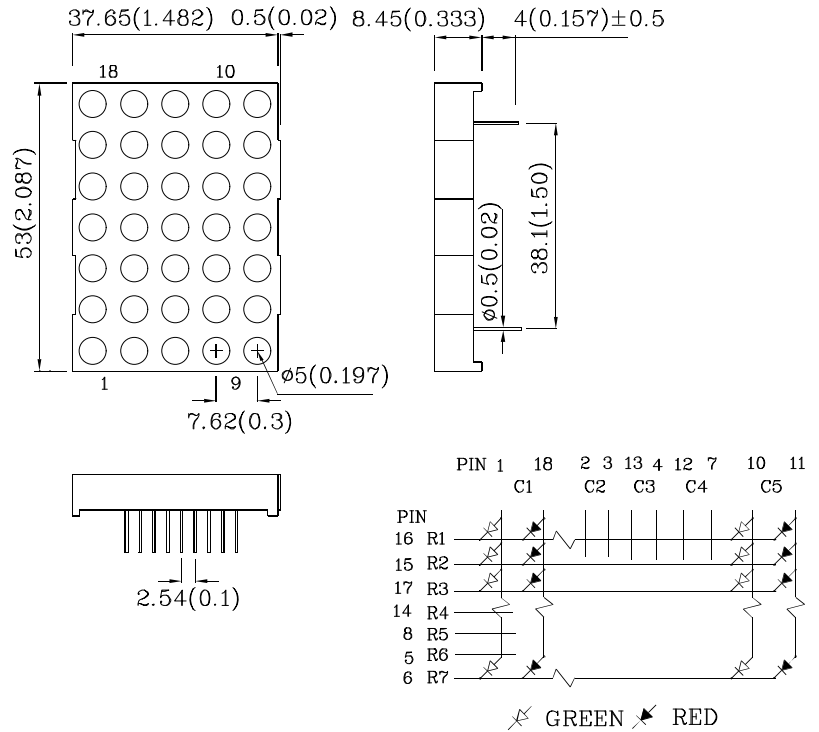 37.65(1.482) 0.5(0.02) 8.45(0.333) 4(0.157)±0.5
18 10
53(2.087)
ø0.5(0.02)
38.1(1.50)
1 9 ø5(0.197)
7.62(0.3)
2.54(0.1)
PIN 1 18 2 3 13 4 12 7 10 11
C1 C2 C3 C4 C5
PIN
16 R1
15 R2
17 R3
14 R4
8 R5
5 R6
6 R7
GREEN RED